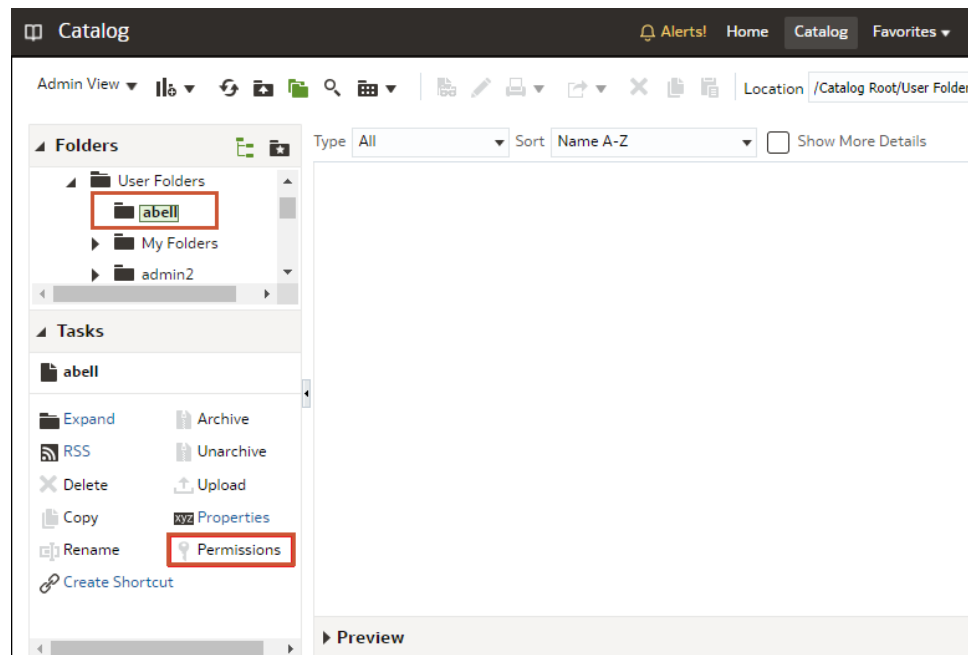 Catalog
Alerts! Home Catalog Favorites
Admin View
Location /Catalog Root/User Folder
Folders
Type All Sort Name A-Z Show More Details
User Folders
abell
My Folders
admin2
Tasks
abell
Expand Archive
RSS Unarchive
Delete Upload
Copy xyz Properties
Rename Permissions
Create Shortcut
Preview